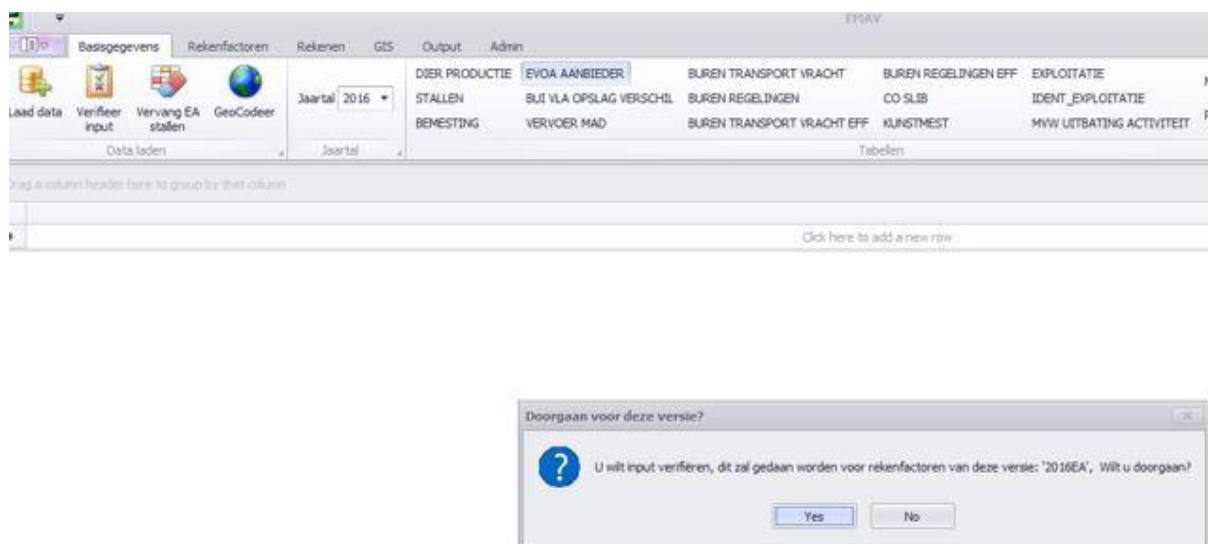 EMAV
Basisgegevens Rekenfactoren Rekenen GIS Output Admin
Laad data
Verifieer input
Vervang EA stallen
GeoCodeer
Jaartal 2016
DIER PRODUCTIE EVOA AANBIEDER BUREN TRANSPORT VRACHT BUREN REGELINGEN EFF EXPLOITATIE
STALLEN BUI VLA OPSLAG VERSCHIL BUREN REGELINGEN CO SLIB IDENT_EXPLOITATIE
BEMESTING VERVOER MAD BUREN TRANSPORT VRACHT EFF KUNSTMEST MVW UITBATING ACTIVITEIT
Data laden Jaartal Tabellen
Drag a column header here to group by that column
Click here to add a new row
Doorgaan voor deze versie?
U wilt input verifiëren, dit zal gedaan worden voor rekenfactoren van deze versie: '2016EA', Wilt u doorgaan?
Yes No